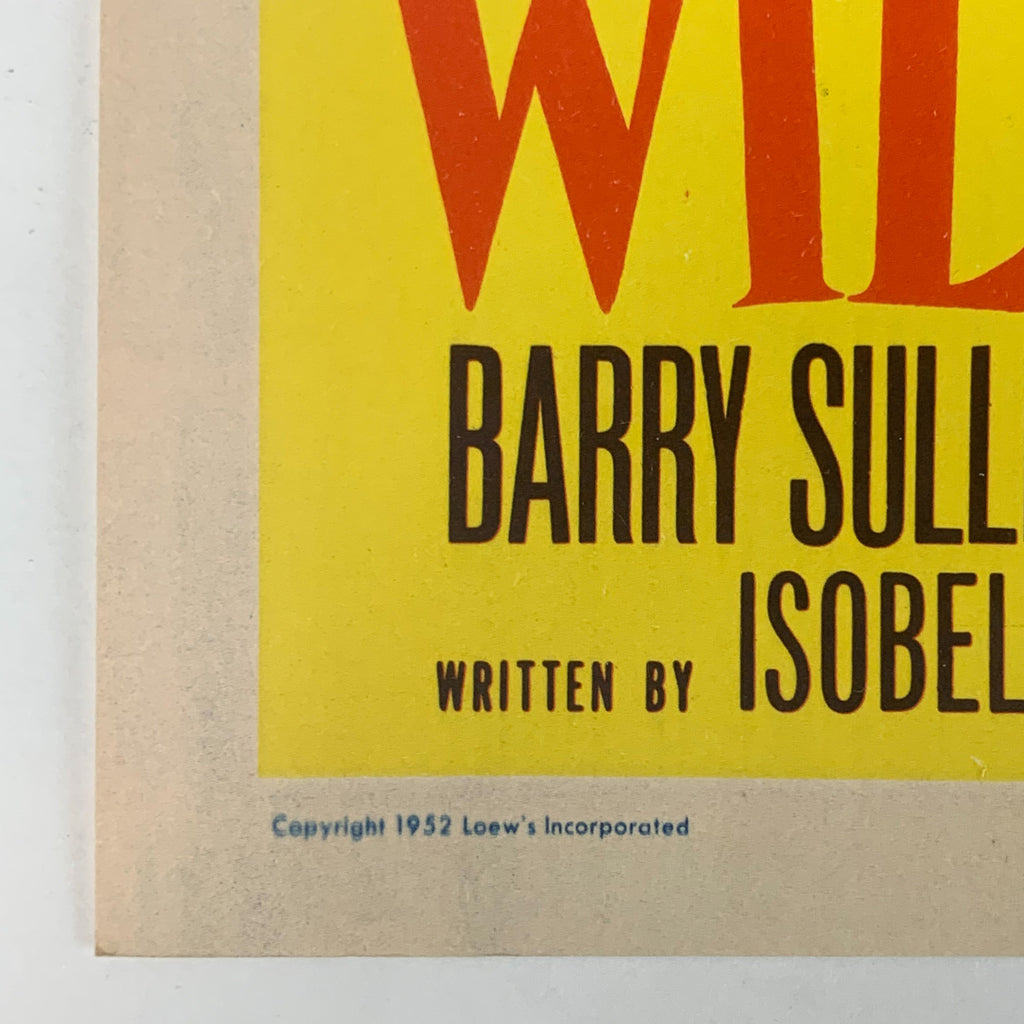 WIL
BARRY SULL
WRITTEN BY ISOBEL
Copyright 1952 Loew's Incorporated